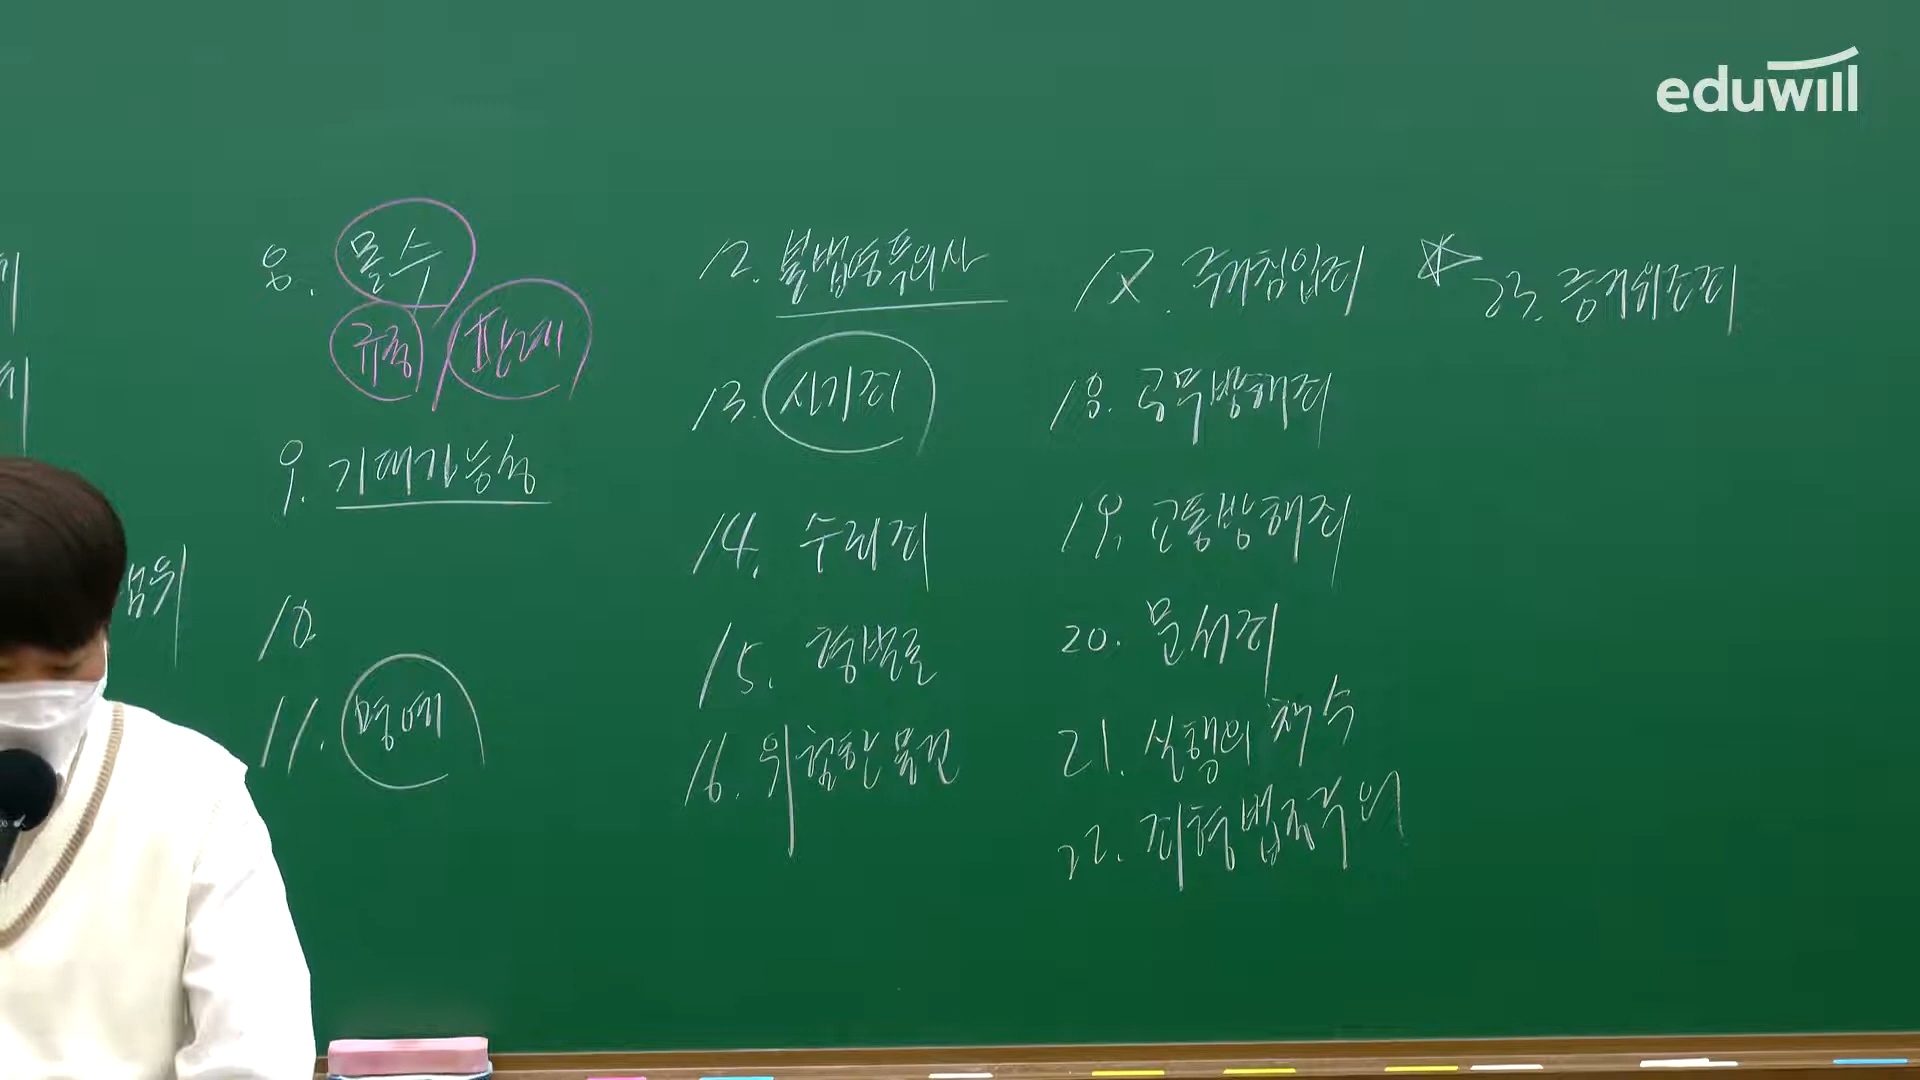 eduwill
범위
8. 몰수
규정 판례
9. 기대가능성
10
11. 명예
12. 불법영득의사
13. 사기죄
14. 수뢰죄
15. 형벌론
16. 위험한 물건
17. 주거침입죄
18. 공무방해죄
19. 교통방해죄
20. 문서죄
21. 실행의 착수
22. 죄형법정주의
23. 증거위조죄